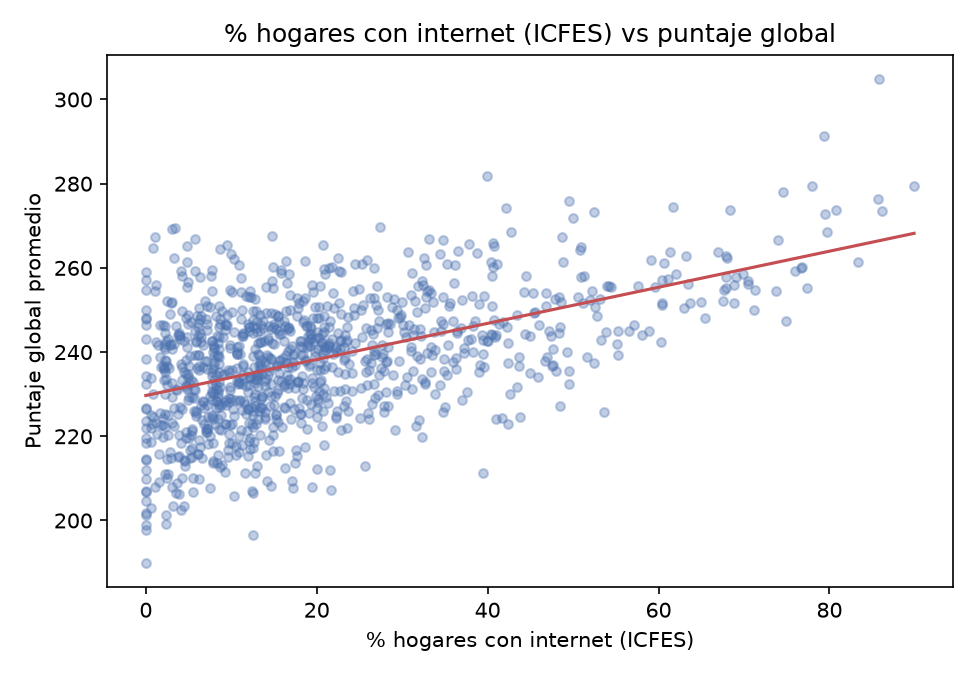 % hogares con internet (ICFES) vs puntaje global
Puntaje global promedio
300
280
260
240
220
200
0 20 40 60 80
% hogares con internet (ICFES)